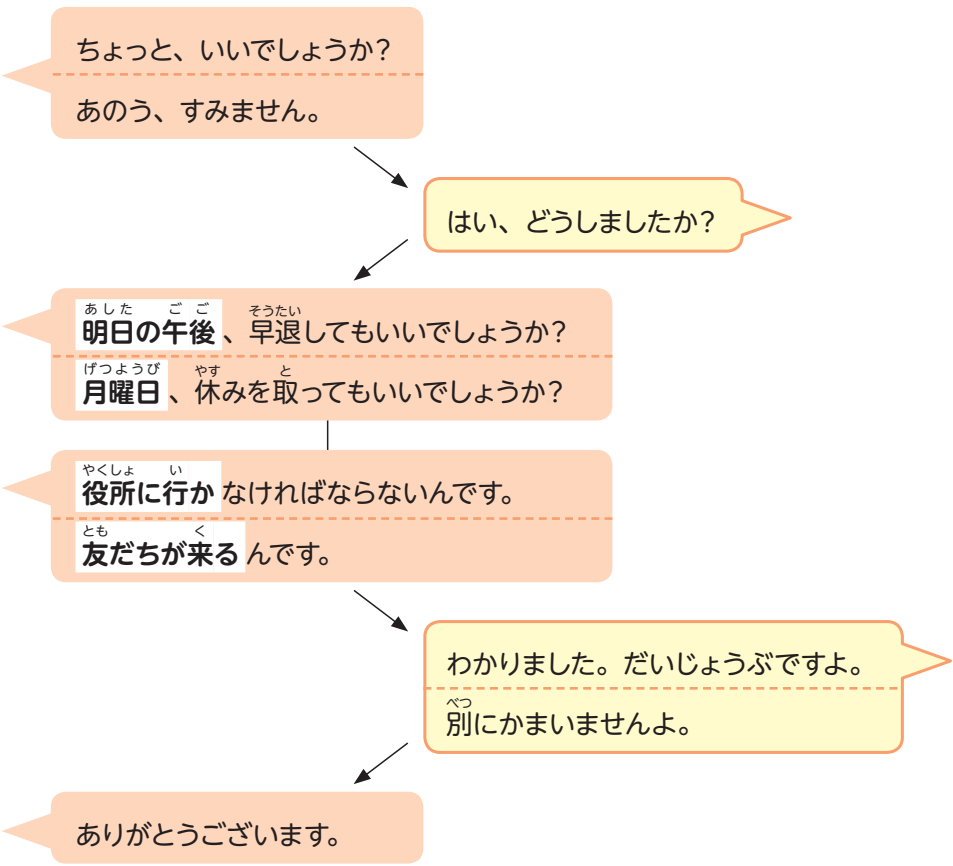 ちょっと、いいでしょうか？
あのう、すみません。
はい、どうしましたか？
あした ごご そうたい
明日の午後、早退してもいいでしょうか？
げつようび やす と
月曜日、休みを取ってもいいでしょうか？
やくしょ い
役所に行かなければならないんです。
とも く
友だちが来るんです。
わかりました。だいじょうぶですよ。
べつ
別にかまいませんよ。
ありがとうございます。